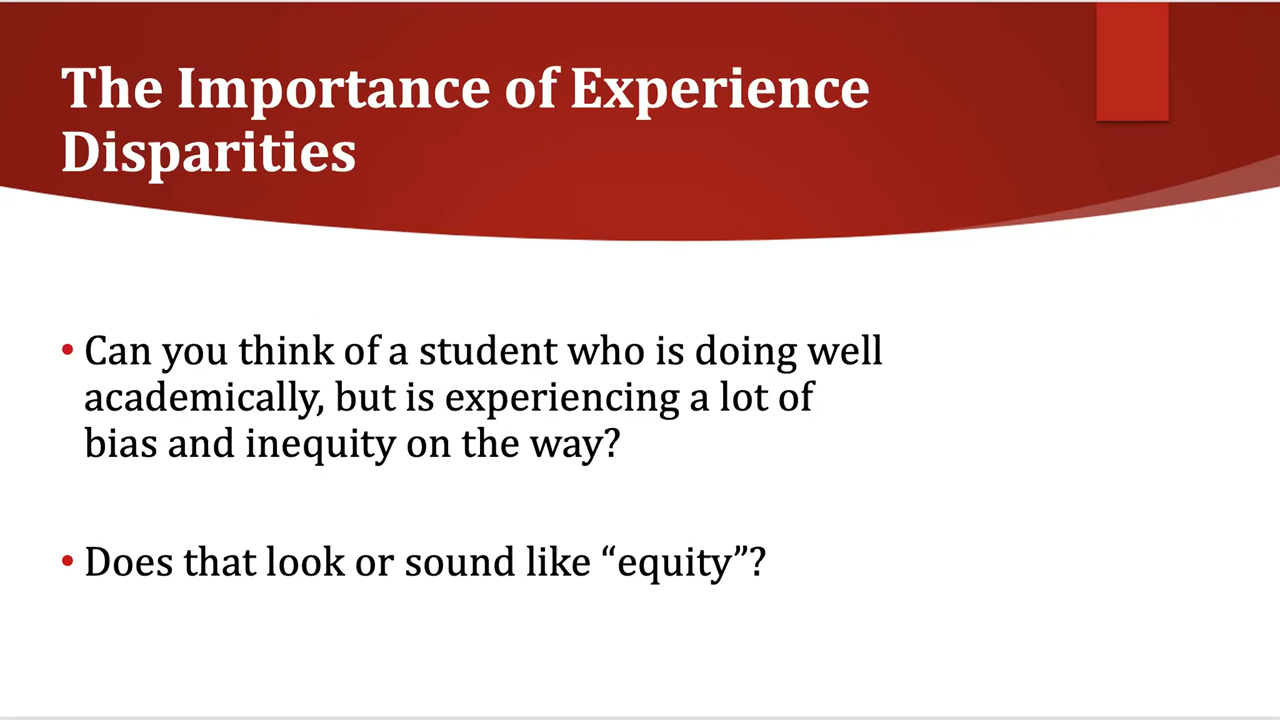 The Importance of Experience
Disparities
• Can you think of a student who is doing well
academically, but is experiencing a lot of
bias and inequity on the way?
• Does that look or sound like “equity”?